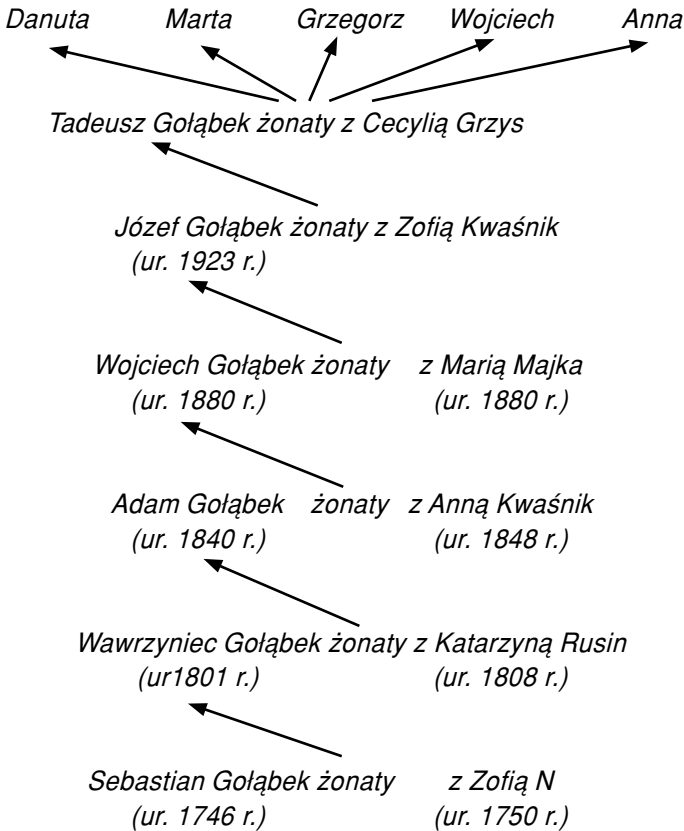 Danuta Marta Grzegorz Wojciech Anna
Tadeusz Gołąbek żonaty z Cecylią Grzys
Józef Gołąbek żonaty z Zofią Kwaśnik
(ur. 1923 r.)
Wojciech Gołąbek żonaty z Marią Majka
(ur. 1880 r.) (ur. 1880 r.)
Adam Gołąbek żonaty z Anną Kwaśnik
(ur. 1840 r.) (ur. 1848 r.)
Wawrzyniec Gołąbek żonaty z Katarzyną Rusin
(ur1801 r.) (ur. 1808 r.)
Sebastian Gołąbek żonaty z Zofią N
(ur. 1746 r.) (ur. 1750 r.)